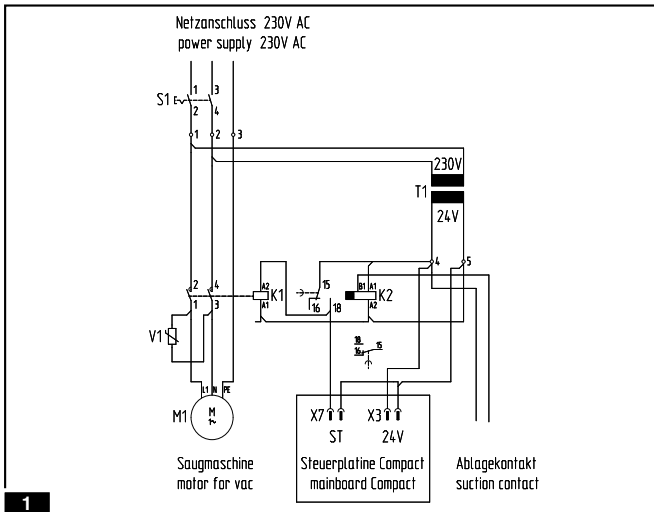 Netzanschluss 230V AC
power supply 230V AC
1 3
S1
2 4
1 2 3
230V
T1
24V
4 5
2 4
A2
K1
A1
1 3
15
16 18
B1 A1
K2
A2
V1
18
16 15
L1 N PE
M1
M
~
X7 X3
ST 24V
Saugmaschine
motor for vac
Steuerplatine Compact
mainboard Compact
Ablagekontakt
suction contact
1